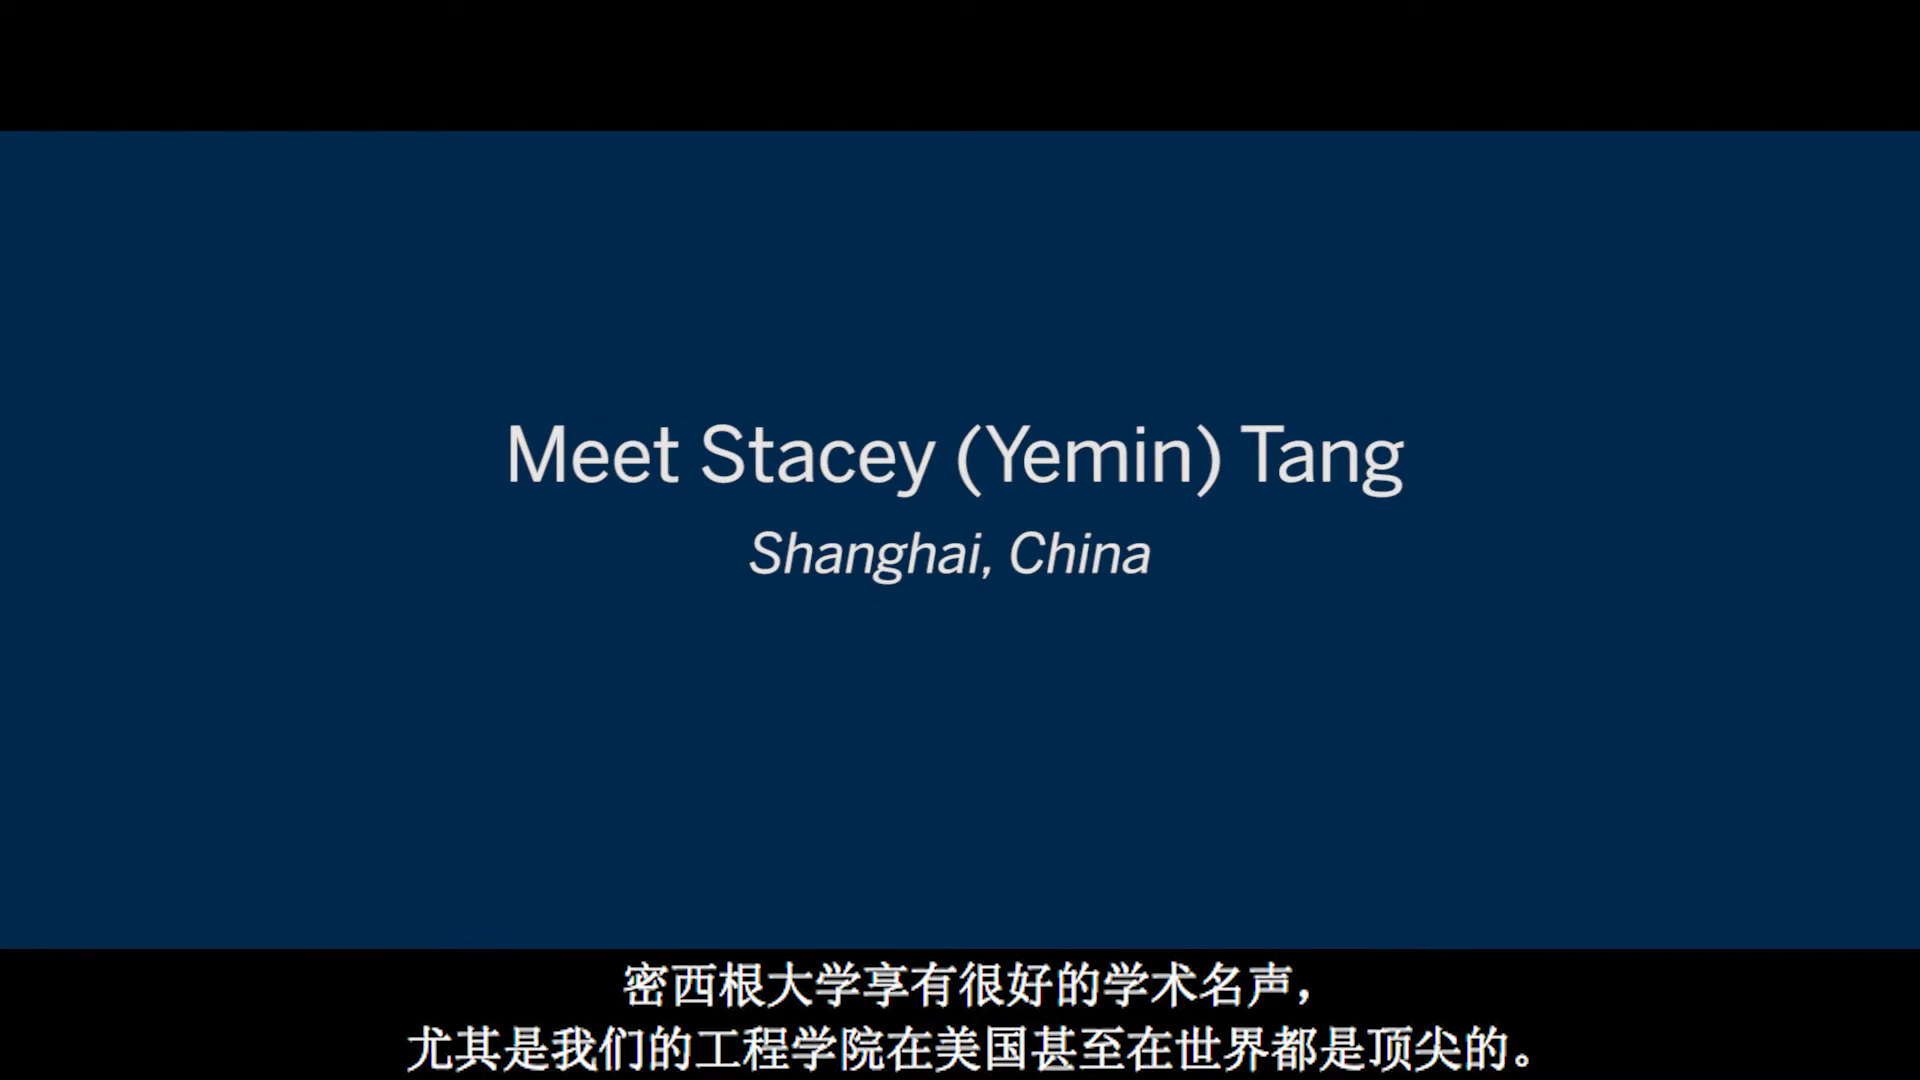 Meet Stacey (Yemin) Tang
Shanghai, China
密西根大学享有很好的学术名声，
尤其是我们的工程学院在美国甚至在世界都是顶尖的。